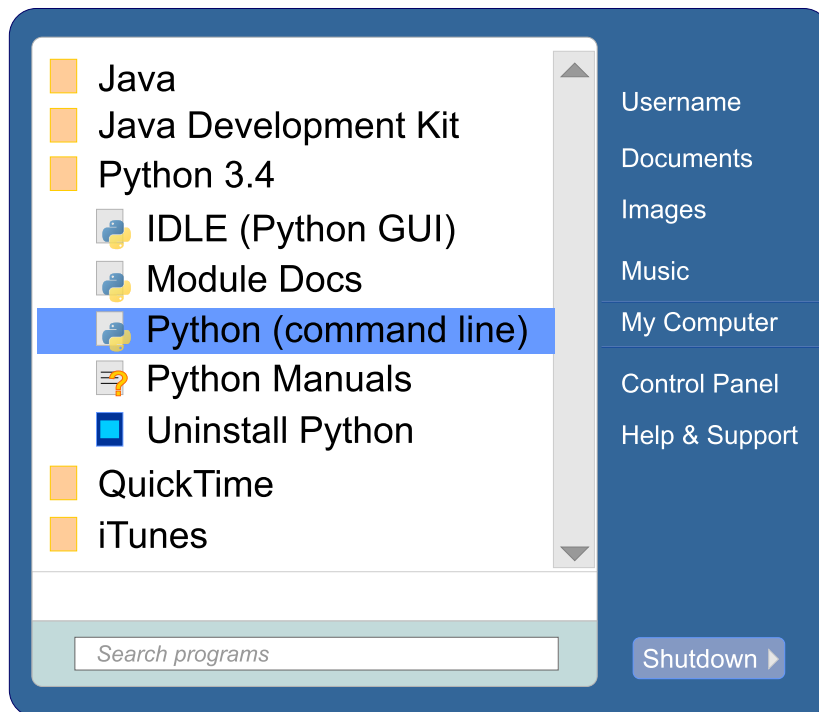 Java
Java Development Kit
Python 3.4
IDLE (Python GUI)
Module Docs
Python (command line)
Python Manuals
Uninstall Python
QuickTime
iTunes
Search programs
Username
Documents
Images
Music
My Computer
Control Panel
Help & Support
Shutdown